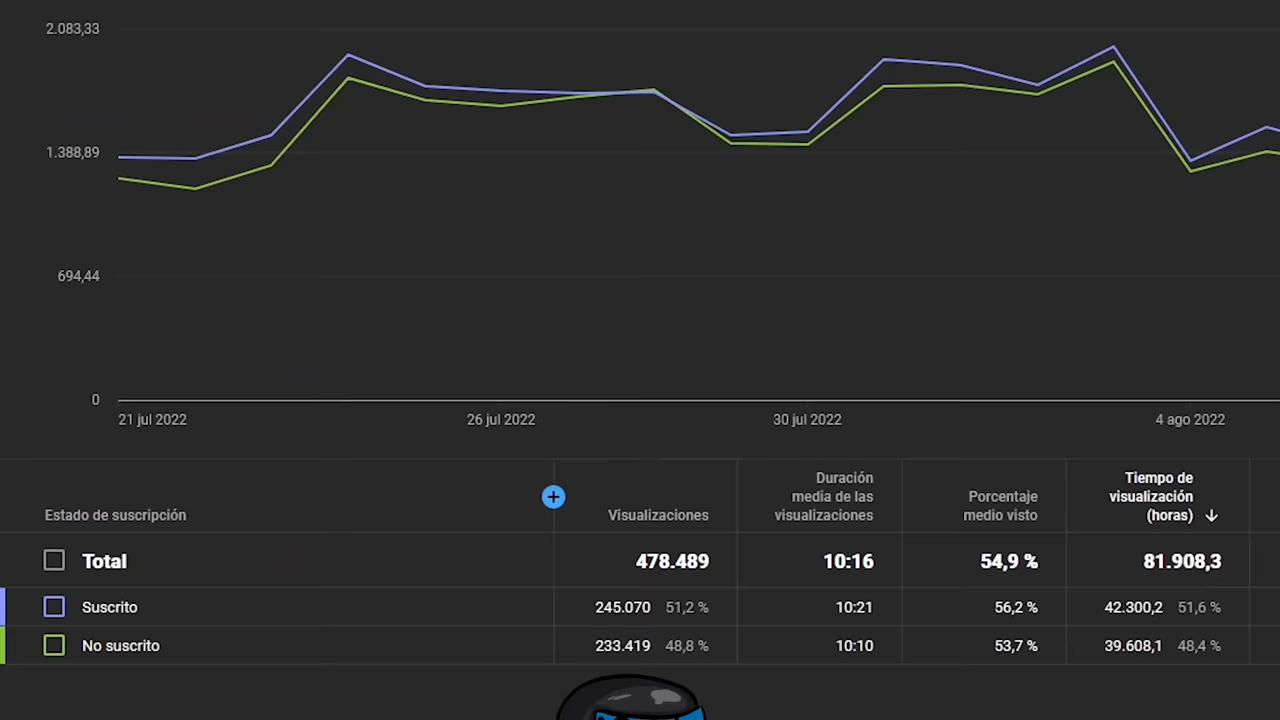 2.083,33
1.388,89
694,44
0
21 jul 2022
26 jul 2022
30 jul 2022
4 ago 2022
Estado de suscripción
Visualizaciones
Duración
media de las
visualizaciones
Porcentaje
medio visto
Tiempo de
visualización
(horas)
Total 478.489 10:16 54,9 % 81.908,3
Suscrito 245.070 51,2 % 10:21 56,2 % 42.300,2 51,6 %
No suscrito 233.419 48,8 % 10:10 53,7 % 39.608,1 48,4 %